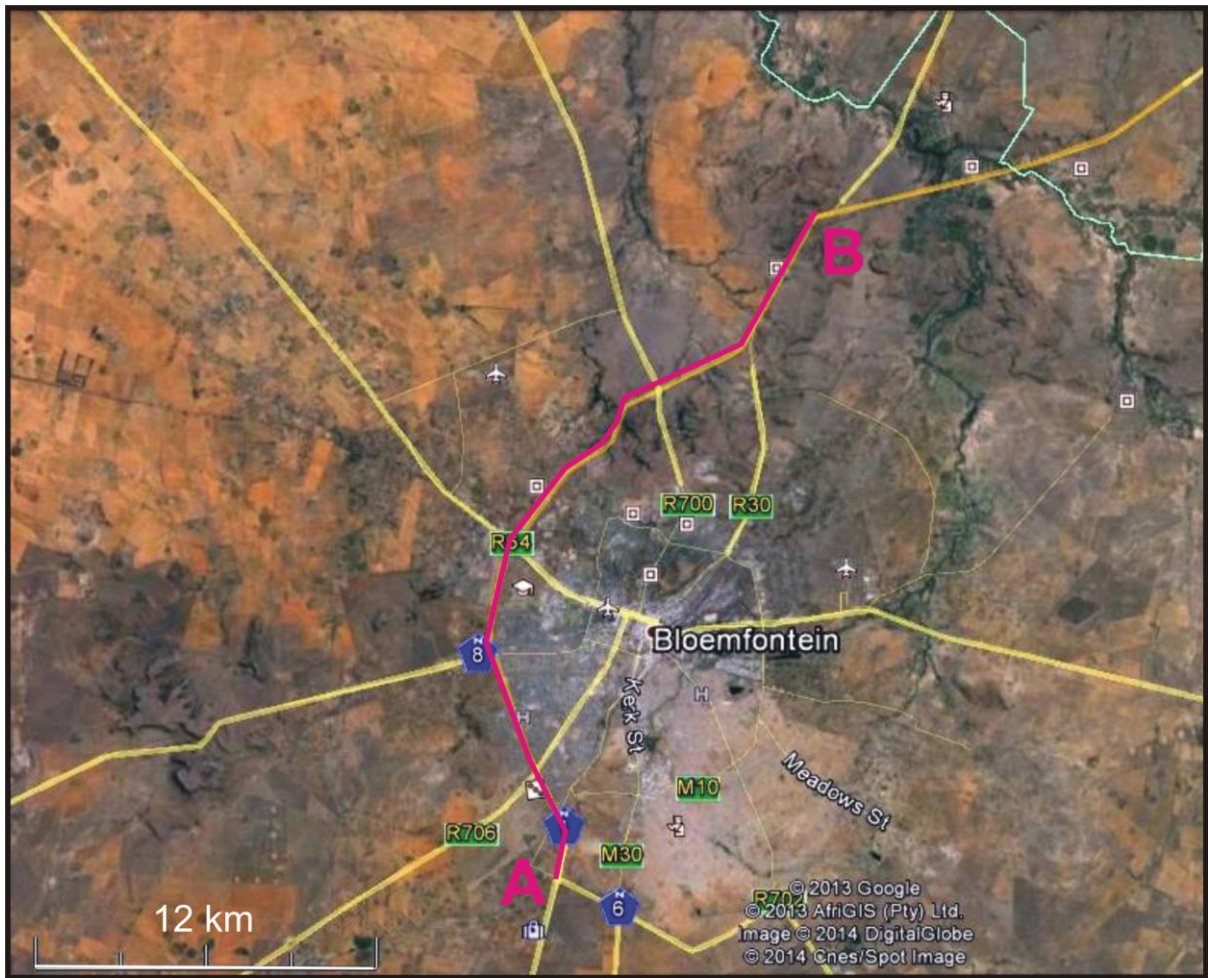 B
R700
R30
R64
N
8
Bloemfontein
Kerk St
H
H
M10
Meadows St
R706
M30
A
N
6
R702
12 km
© 2013 Google
© 2013 AfriGIS (Pty) Ltd.
Image © 2014 DigitalGlobe
© 2014 Cnes/Spot Image